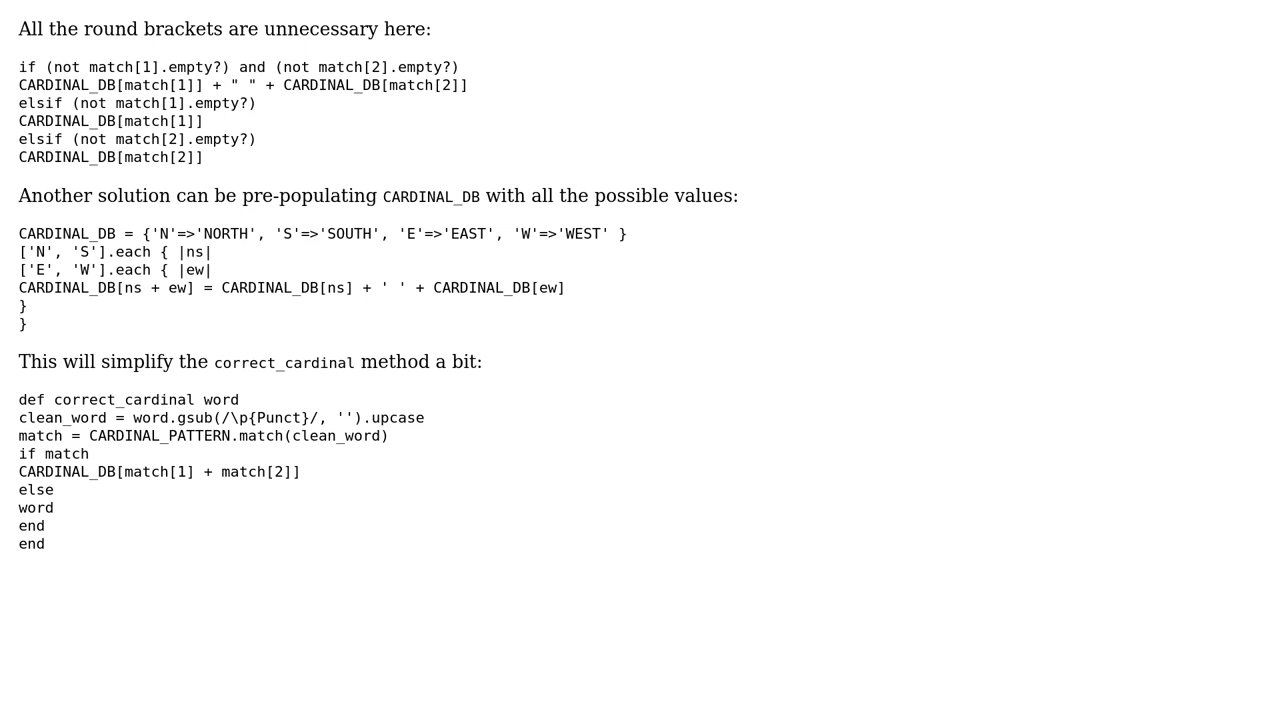 All the round brackets are unnecessary here:
if (not match[1].empty?) and (not match[2].empty?)
CARDINAL_DB[match[1]] + " " + CARDINAL_DB[match[2]]
elsif (not match[1].empty?)
CARDINAL_DB[match[1]]
elsif (not match[2].empty?)
CARDINAL_DB[match[2]]
Another solution can be pre-populating CARDINAL_DB with all the possible values:
CARDINAL_DB = {'N'=>'NORTH', 'S'=>'SOUTH', 'E'=>'EAST', 'W'=>'WEST' }
['N', 'S'].each { |ns|
['E', 'W'].each { |ew|
CARDINAL_DB[ns + ew] = CARDINAL_DB[ns] + ' ' + CARDINAL_DB[ew]
}
}
This will simplify the correct_cardinal method a bit:
def correct_cardinal word
clean_word = word.gsub(/\p{Punct}/, '').upcase
match = CARDINAL_PATTERN.match(clean_word)
if match
CARDINAL_DB[match[1] + match[2]]
else
word
end
end